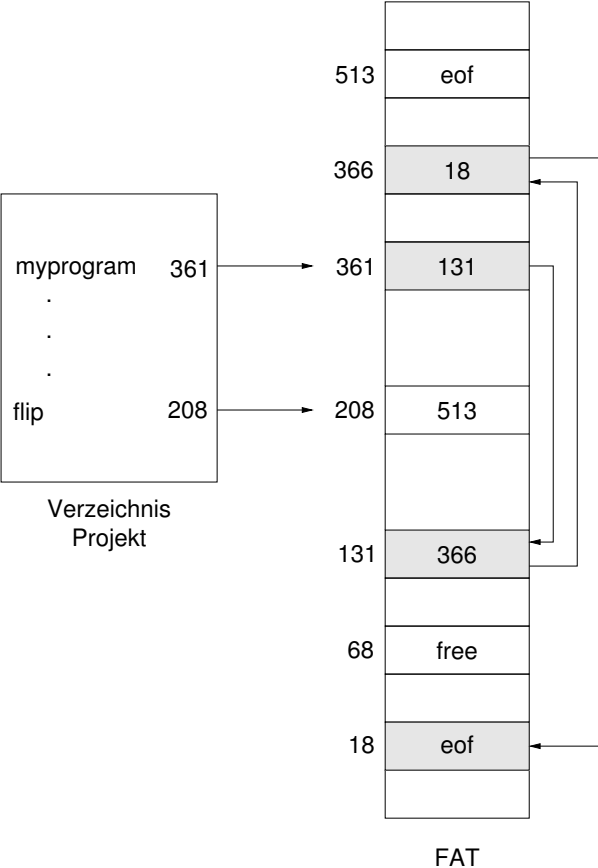 513 eof
366 18
myprogram 361
361 131
.
.
.
flip 208
208 513
Verzeichnis
Projekt
131 366
68 free
18 eof
FAT